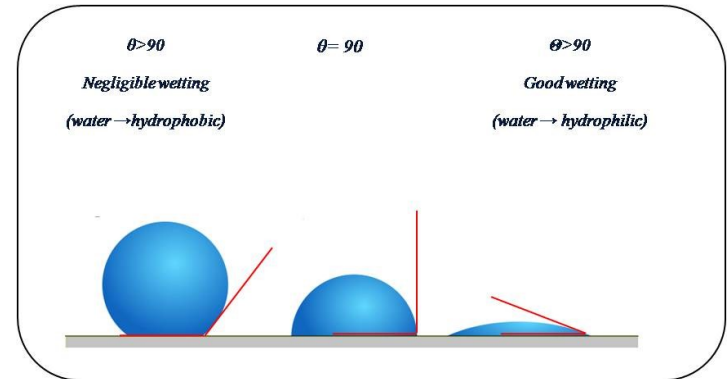 θ>90
Negligible wetting
(water →hydrophobic)
θ= 90
Θ>90
Good wetting
(water → hydrophilic)